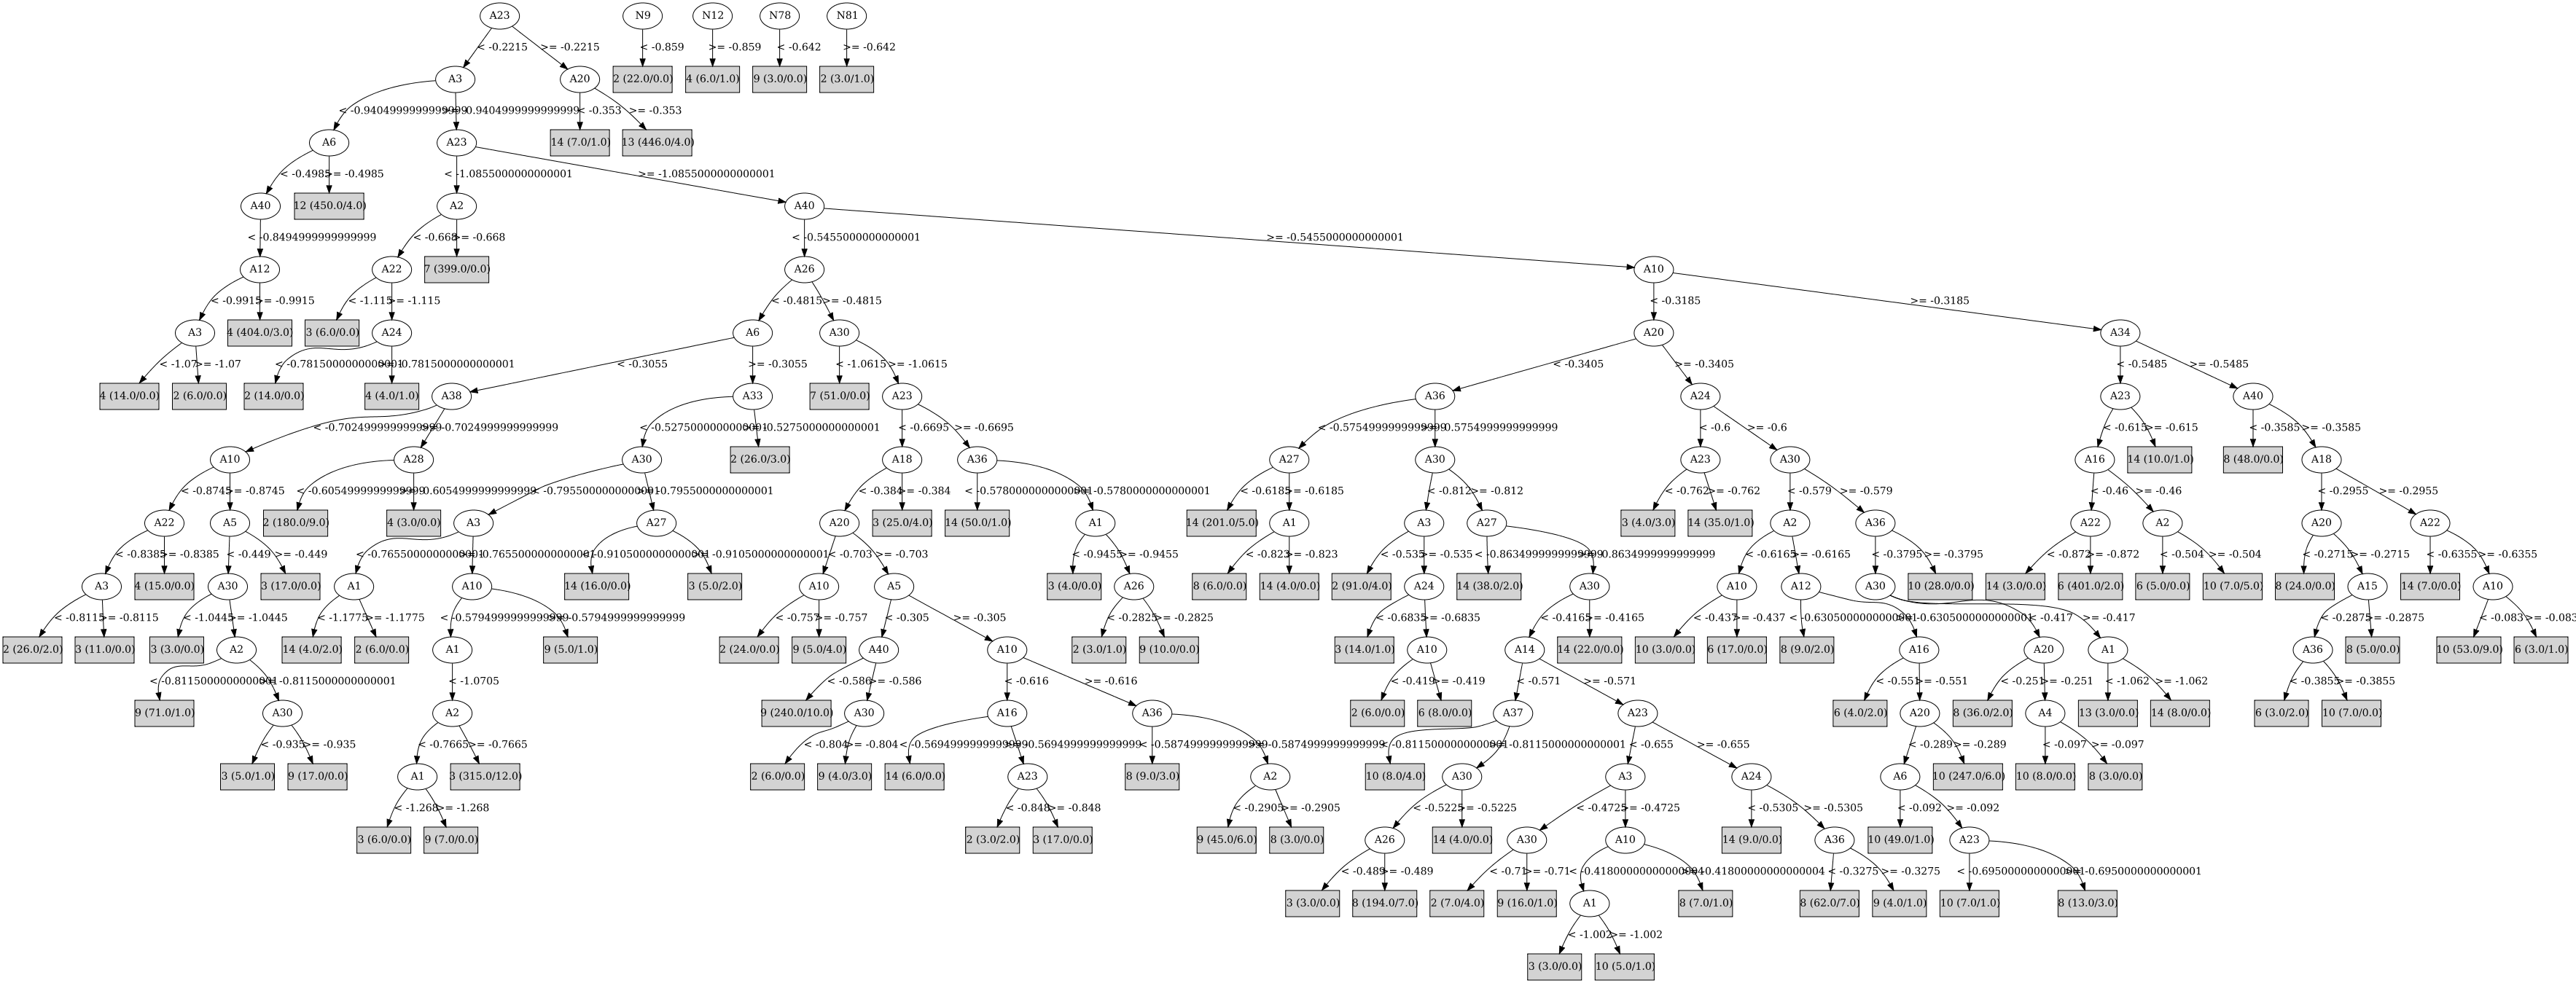 A23 N9 N12 N78 N81
< -0.2215 >= -0.2215 < -0.859 >= -0.859 < -0.642 >= -0.642
A3 A20 2 (22.0/0.0) 4 (6.0/1.0) 9 (3.0/0.0) 2 (3.0/1.0)
< -0.9404999999999999 >= -0.9404999999999999 < -0.353 >= -0.353
A6 A23 14 (7.0/1.0) 13 (446.0/4.0)
< -0.4985 >= -0.4985 < -1.0855000000000001 >= -1.0855000000000001
A40 12 (450.0/4.0) A2 A40
< -0.8494999999999999 < -0.668 >= -0.668 < -0.5455000000000001 >= -0.5455000000000001
A12 A22 7 (399.0/0.0) A26 A10
< -0.9915 >= -0.9915 < -1.115 >= -1.115 < -0.4815 >= -0.4815 < -0.3185 >= -0.3185
A3 4 (404.0/3.0) 3 (6.0/0.0) A24 A6 A30 A20 A34
< -1.07 >= -1.07 < -0.7815000000000001 >= -0.7815000000000001 < -0.3055 >= -0.3055 < -1.0615 >= -1.0615 < -0.3405 >= -0.3405 < -0.5485 >= -0.5485
4 (14.0/0.0) 2 (6.0/0.0) 2 (14.0/0.0) 4 (4.0/1.0) A38 A33 7 (51.0/0.0) A23 A36 A24 A23 A40
< -0.7024999999999999 >= -0.7024999999999999 < -0.5275000000000001 >= -0.5275000000000001 < -0.6695 >= -0.6695 < -0.5754999999999999 >= -0.5754999999999999 < -0.6 >= -0.6 < -0.615 >= -0.615 < -0.3585 >= -0.3585
A10 A28 A30 2 (26.0/3.0) A18 A36 A27 A30 A23 A30 A16 14 (10.0/1.0) 8 (48.0/0.0) A18
< -0.8745 >= -0.8745 < -0.6054999999999999 >= -0.6054999999999999 < -0.7955000000000001 >= -0.7955000000000001 < -0.384 >= -0.384 < -0.5780000000000001 >= -0.5780000000000001 < -0.6185 >= -0.6185 < -0.812 >= -0.812 < -0.762 >= -0.762 < -0.579 >= -0.579 < -0.46 >= -0.46 < -0.2955 >= -0.2955
A22 A5 2 (180.0/9.0) 4 (3.0/0.0) A3 A27 A20 3 (25.0/4.0) 14 (50.0/1.0) A1 14 (201.0/5.0) A1 A3 A27 3 (4.0/3.0) 14 (35.0/1.0) A2 A36 A22 A2 A20 A22
< -0.8385 >= -0.8385 < -0.449 >= -0.449 < -0.7655000000000001 >= -0.7655000000000001 < -0.9105000000000001 >= -0.9105000000000001 < -0.703 >= -0.703 < -0.9455 >= -0.9455 < -0.823 >= -0.823 < -0.535 >= -0.535 < -0.8634999999999999 >= -0.8634999999999999 < -0.6165 >= -0.6165 < -0.3795 >= -0.3795 < -0.872 >= -0.872 < -0.504 >= -0.504 < -0.2715 >= -0.2715 < -0.6355 >= -0.6355
A3 4 (15.0/0.0) A30 3 (17.0/0.0) A1 A10 14 (16.0/0.0) 3 (5.0/2.0) A10 A5 3 (4.0/0.0) A26 8 (6.0/0.0) 14 (4.0/0.0) 2 (91.0/4.0) A24 14 (38.0/2.0) A30 A10 A12 A30 10 (28.0/0.0) 14 (3.0/0.0) 6 (401.0/2.0) 6 (5.0/0.0) 10 (7.0/5.0) 8 (24.0/0.0) A15 14 (7.0/0.0) A10
< -0.8115 >= -0.8115 < -1.0445 >= -1.0445 < -1.1775 >= -1.1775 < -0.5794999999999999 >= -0.5794999999999999 < -0.757 >= -0.757 < -0.305 >= -0.305 < -0.2825 >= -0.2825 < -0.6835 >= -0.6835 < -0.4165 >= -0.4165 < -0.437 >= -0.437 < -0.6305000000000001 >= -0.6305000000000001 < -0.417 >= -0.417 < -0.2875 >= -0.2875 < -0.083 >= -0.083
2 (26.0/2.0) 3 (11.0/0.0) 3 (3.0/0.0) A2 14 (4.0/2.0) 2 (6.0/0.0) A1 9 (5.0/1.0) 2 (24.0/0.0) 9 (5.0/4.0) A40 A10 2 (3.0/1.0) 9 (10.0/0.0) 3 (14.0/1.0) A10 A14 14 (22.0/0.0) 10 (3.0/0.0) 6 (17.0/0.0) 8 (9.0/2.0) A16 A20 A1 A36 8 (5.0/0.0) 10 (53.0/9.0) 6 (3.0/1.0)
< -0.8115000000000001 >= -0.8115000000000001 < -1.0705 < -0.586 >= -0.586 < -0.616 >= -0.616 < -0.419 >= -0.419 < -0.571 >= -0.571 < -0.551 >= -0.551 < -0.251 >= -0.251 < -1.062 >= -1.062 < -0.3855 >= -0.3855
9 (71.0/1.0) A30 A2 9 (240.0/10.0) A30 A16 A36 2 (6.0/0.0) 6 (8.0/0.0) A37 A23 6 (4.0/2.0) A20 8 (36.0/2.0) A4 13 (3.0/0.0) 14 (8.0/0.0) 6 (3.0/2.0) 10 (7.0/0.0)
< -0.935 >= -0.935 < -0.7665 >= -0.7665 < -0.804 >= -0.804 < -0.5694999999999999 >= -0.5694999999999999 < -0.5874999999999999 >= -0.5874999999999999 < -0.8115000000000001 >= -0.8115000000000001 < -0.655 >= -0.655 < -0.289 >= -0.289 < -0.097 >= -0.097
3 (5.0/1.0) 9 (17.0/0.0) A1 3 (315.0/12.0) 2 (6.0/0.0) 9 (4.0/3.0) 14 (6.0/0.0) A23 8 (9.0/3.0) A2 10 (8.0/4.0) A30 A3 A24 A6 10 (247.0/6.0) 10 (8.0/0.0) 8 (3.0/0.0)
< -1.268 >= -1.268 < -0.848 >= -0.848 < -0.2905 >= -0.2905 < -0.5225 >= -0.5225 < -0.4725 >= -0.4725 < -0.5305 >= -0.5305 < -0.092 >= -0.092
3 (6.0/0.0) 9 (7.0/0.0) 2 (3.0/2.0) 3 (17.0/0.0) 9 (45.0/6.0) 8 (3.0/0.0) A26 14 (4.0/0.0) A30 A10 14 (9.0/0.0) A36 10 (49.0/1.0) A23
< -0.489 >= -0.489 < -0.71 >= -0.71 < -0.41800000000000004 >= -0.41800000000000004 < -0.3275 >= -0.3275 < -0.6950000000000001 >= -0.6950000000000001
3 (3.0/0.0) 8 (194.0/7.0) 2 (7.0/4.0) 9 (16.0/1.0) A1 8 (7.0/1.0) 8 (62.0/7.0) 9 (4.0/1.0) 10 (7.0/1.0) 8 (13.0/3.0)
< -1.002 >= -1.002
3 (3.0/0.0) 10 (5.0/1.0)